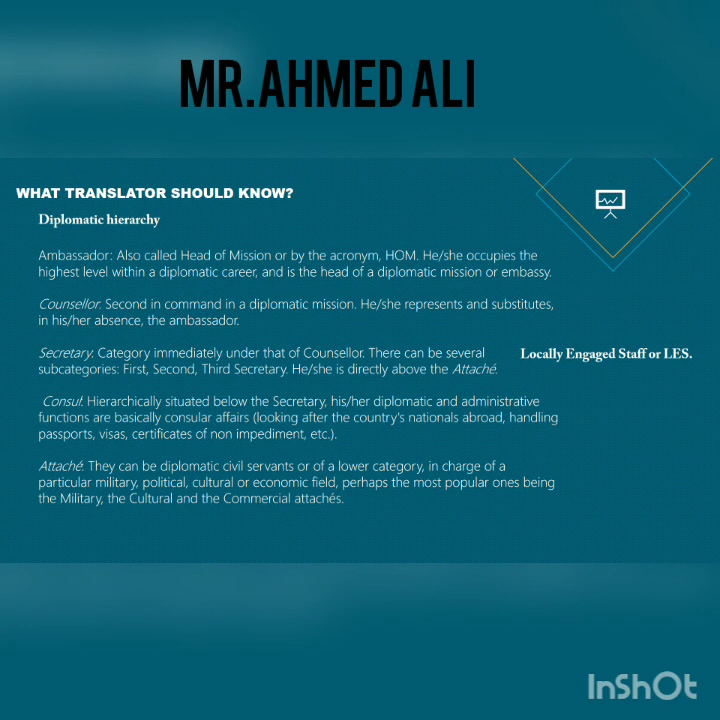 MR.AHMED ALI
WHAT TRANSLATOR SHOULD KNOW?
Diplomatic hierarchy
Ambassador: Also called Head of Mission or by the acronym, HOM. He/she occupies the
highest level within a diplomatic career, and is the head of a diplomatic mission or embassy.
Counsellor: Second in command in a diplomatic mission. He/she represents and substitutes,
in his/her absence, the ambassador.
Secretary: Category immediately under that of Counsellor. There can be several
subcategories: First, Second, Third Secretary. He/she is directly above the Attaché.
Locally Engaged Staff or LES.
Consul: Hierarchically situated below the Secretary, his/her diplomatic and administrative
functions are basically consular affairs (looking after the country's nationals abroad, handling
passports, visas, certificates of non impediment, etc.).
Attaché: They can be diplomatic civil servants or of a lower category, in charge of a
particular military, political, cultural or economic field, perhaps the most popular ones being
the Military, the Cultural and the Commercial attachés.
InShOt